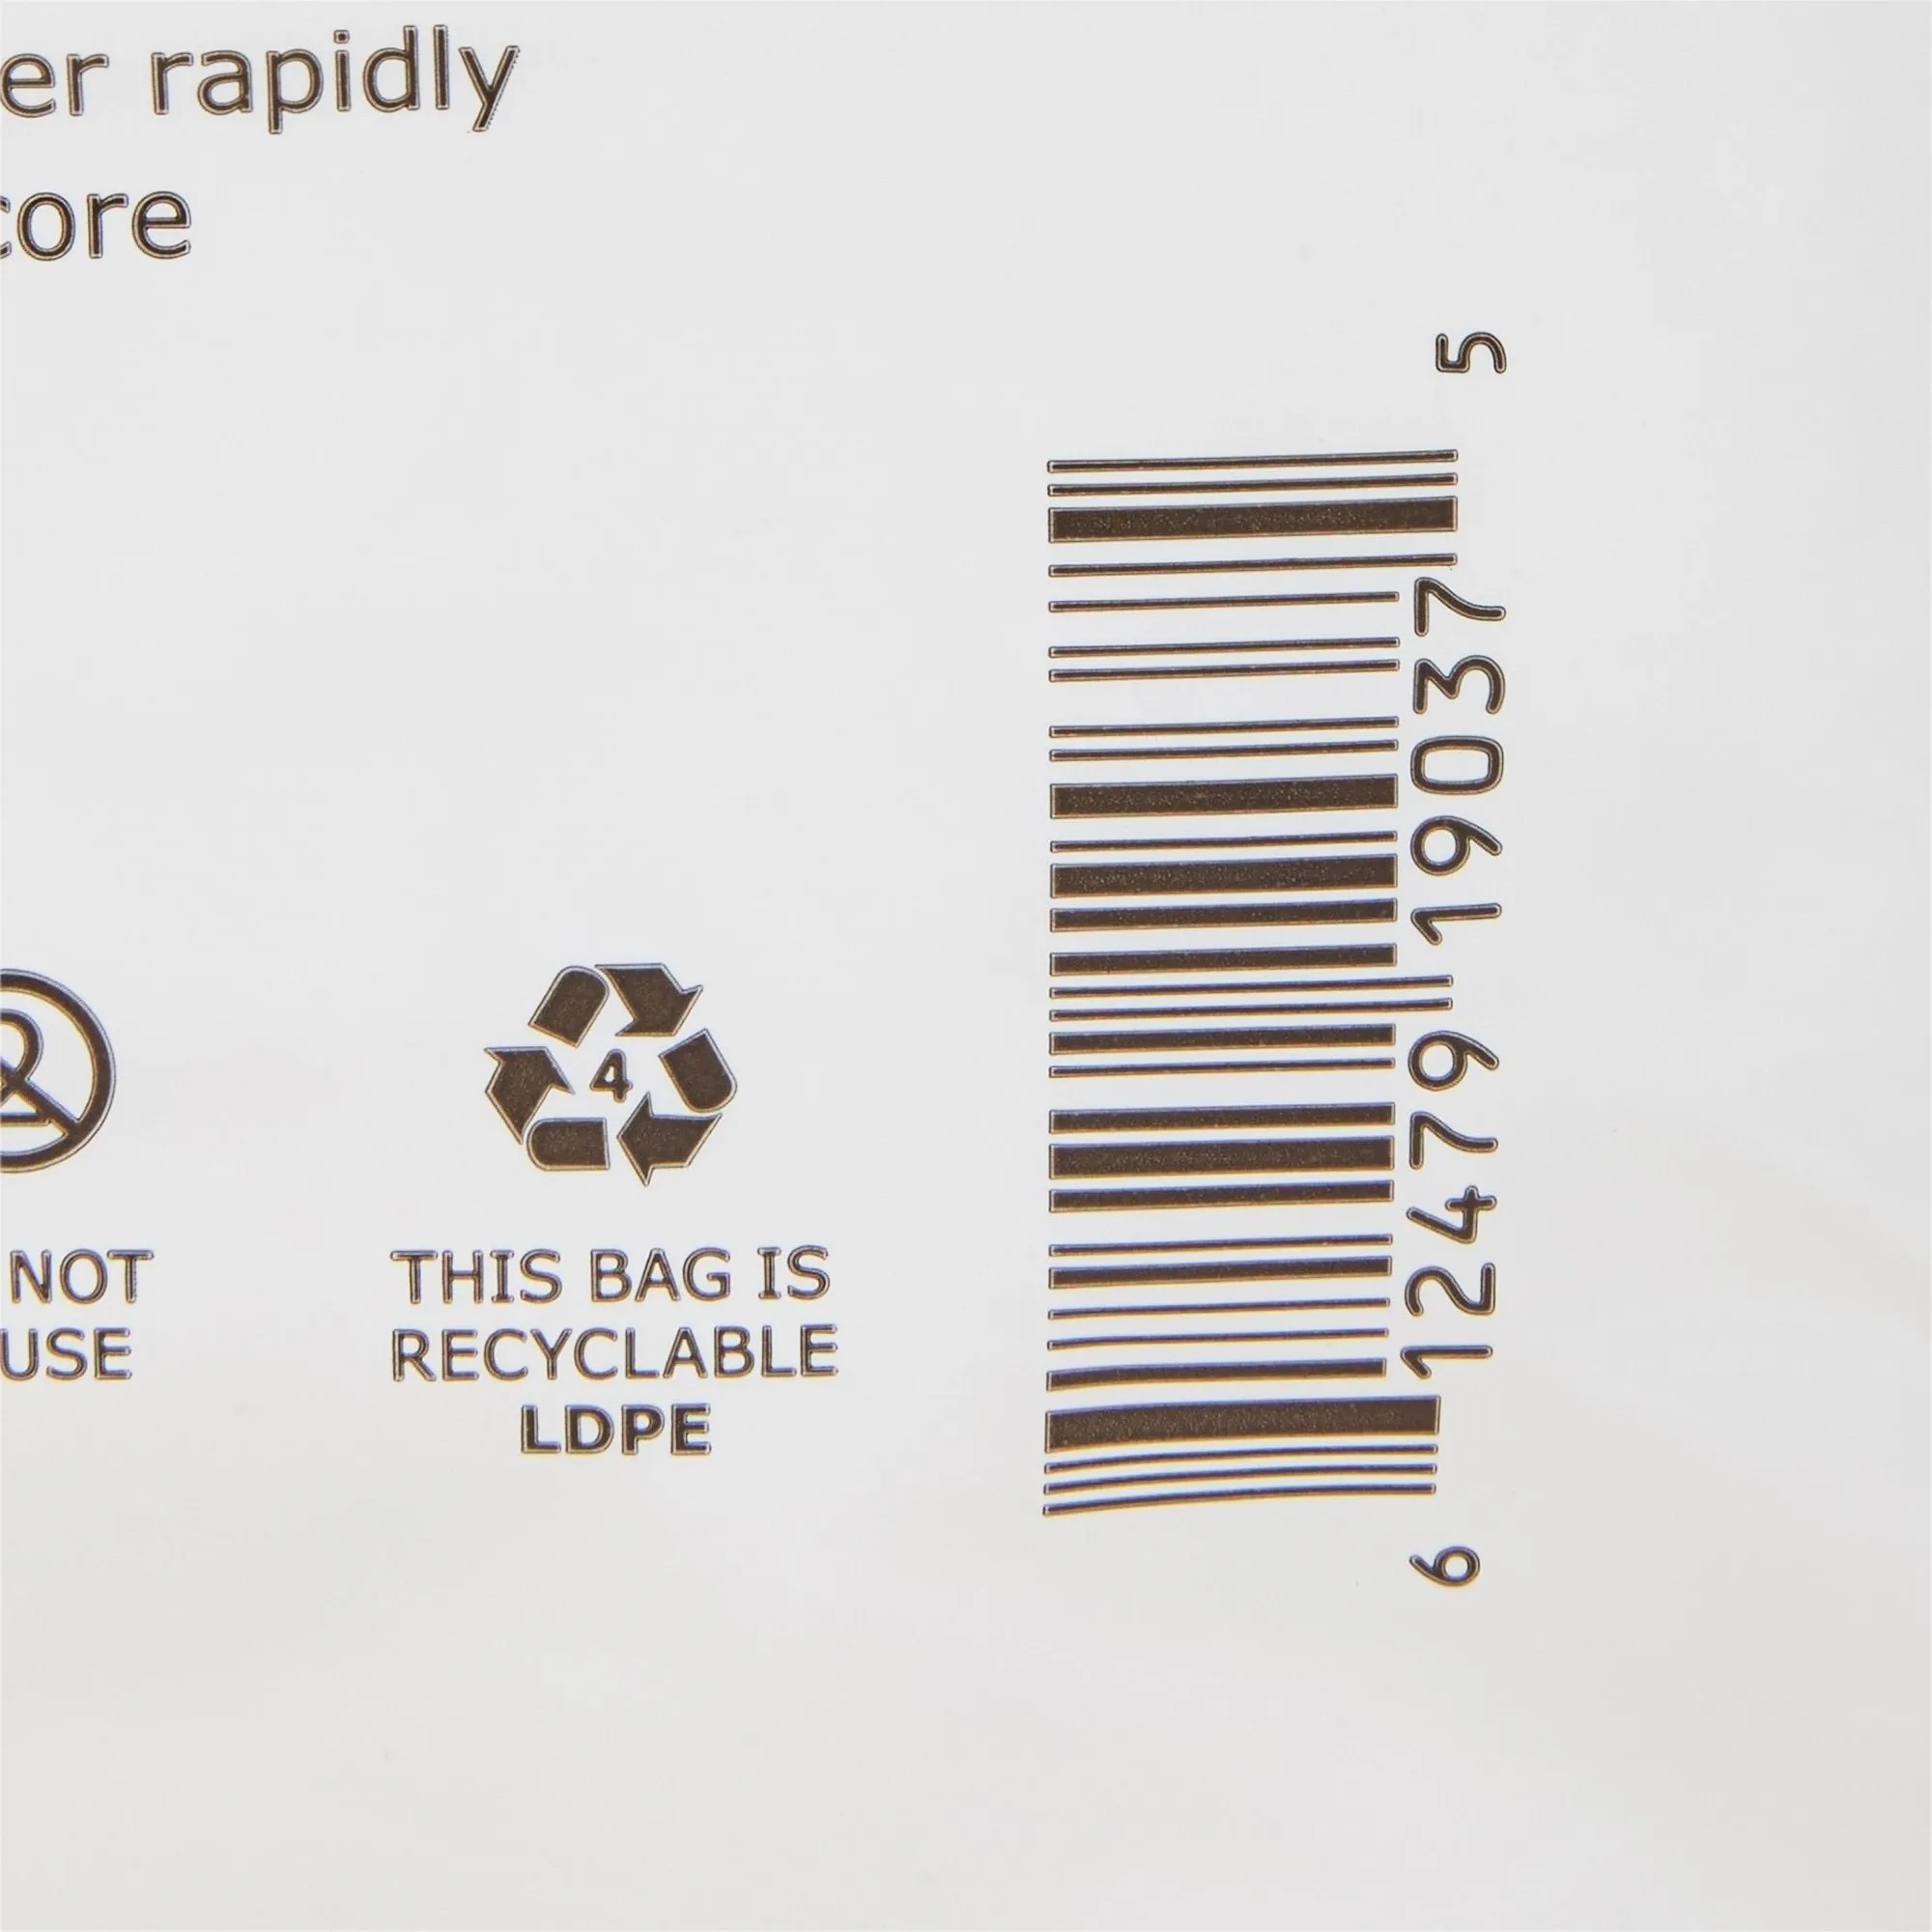 er rapidly
core
NOT
USE
4
THIS BAG IS
RECYCLABLE
LDPE
6 12479 19037 5